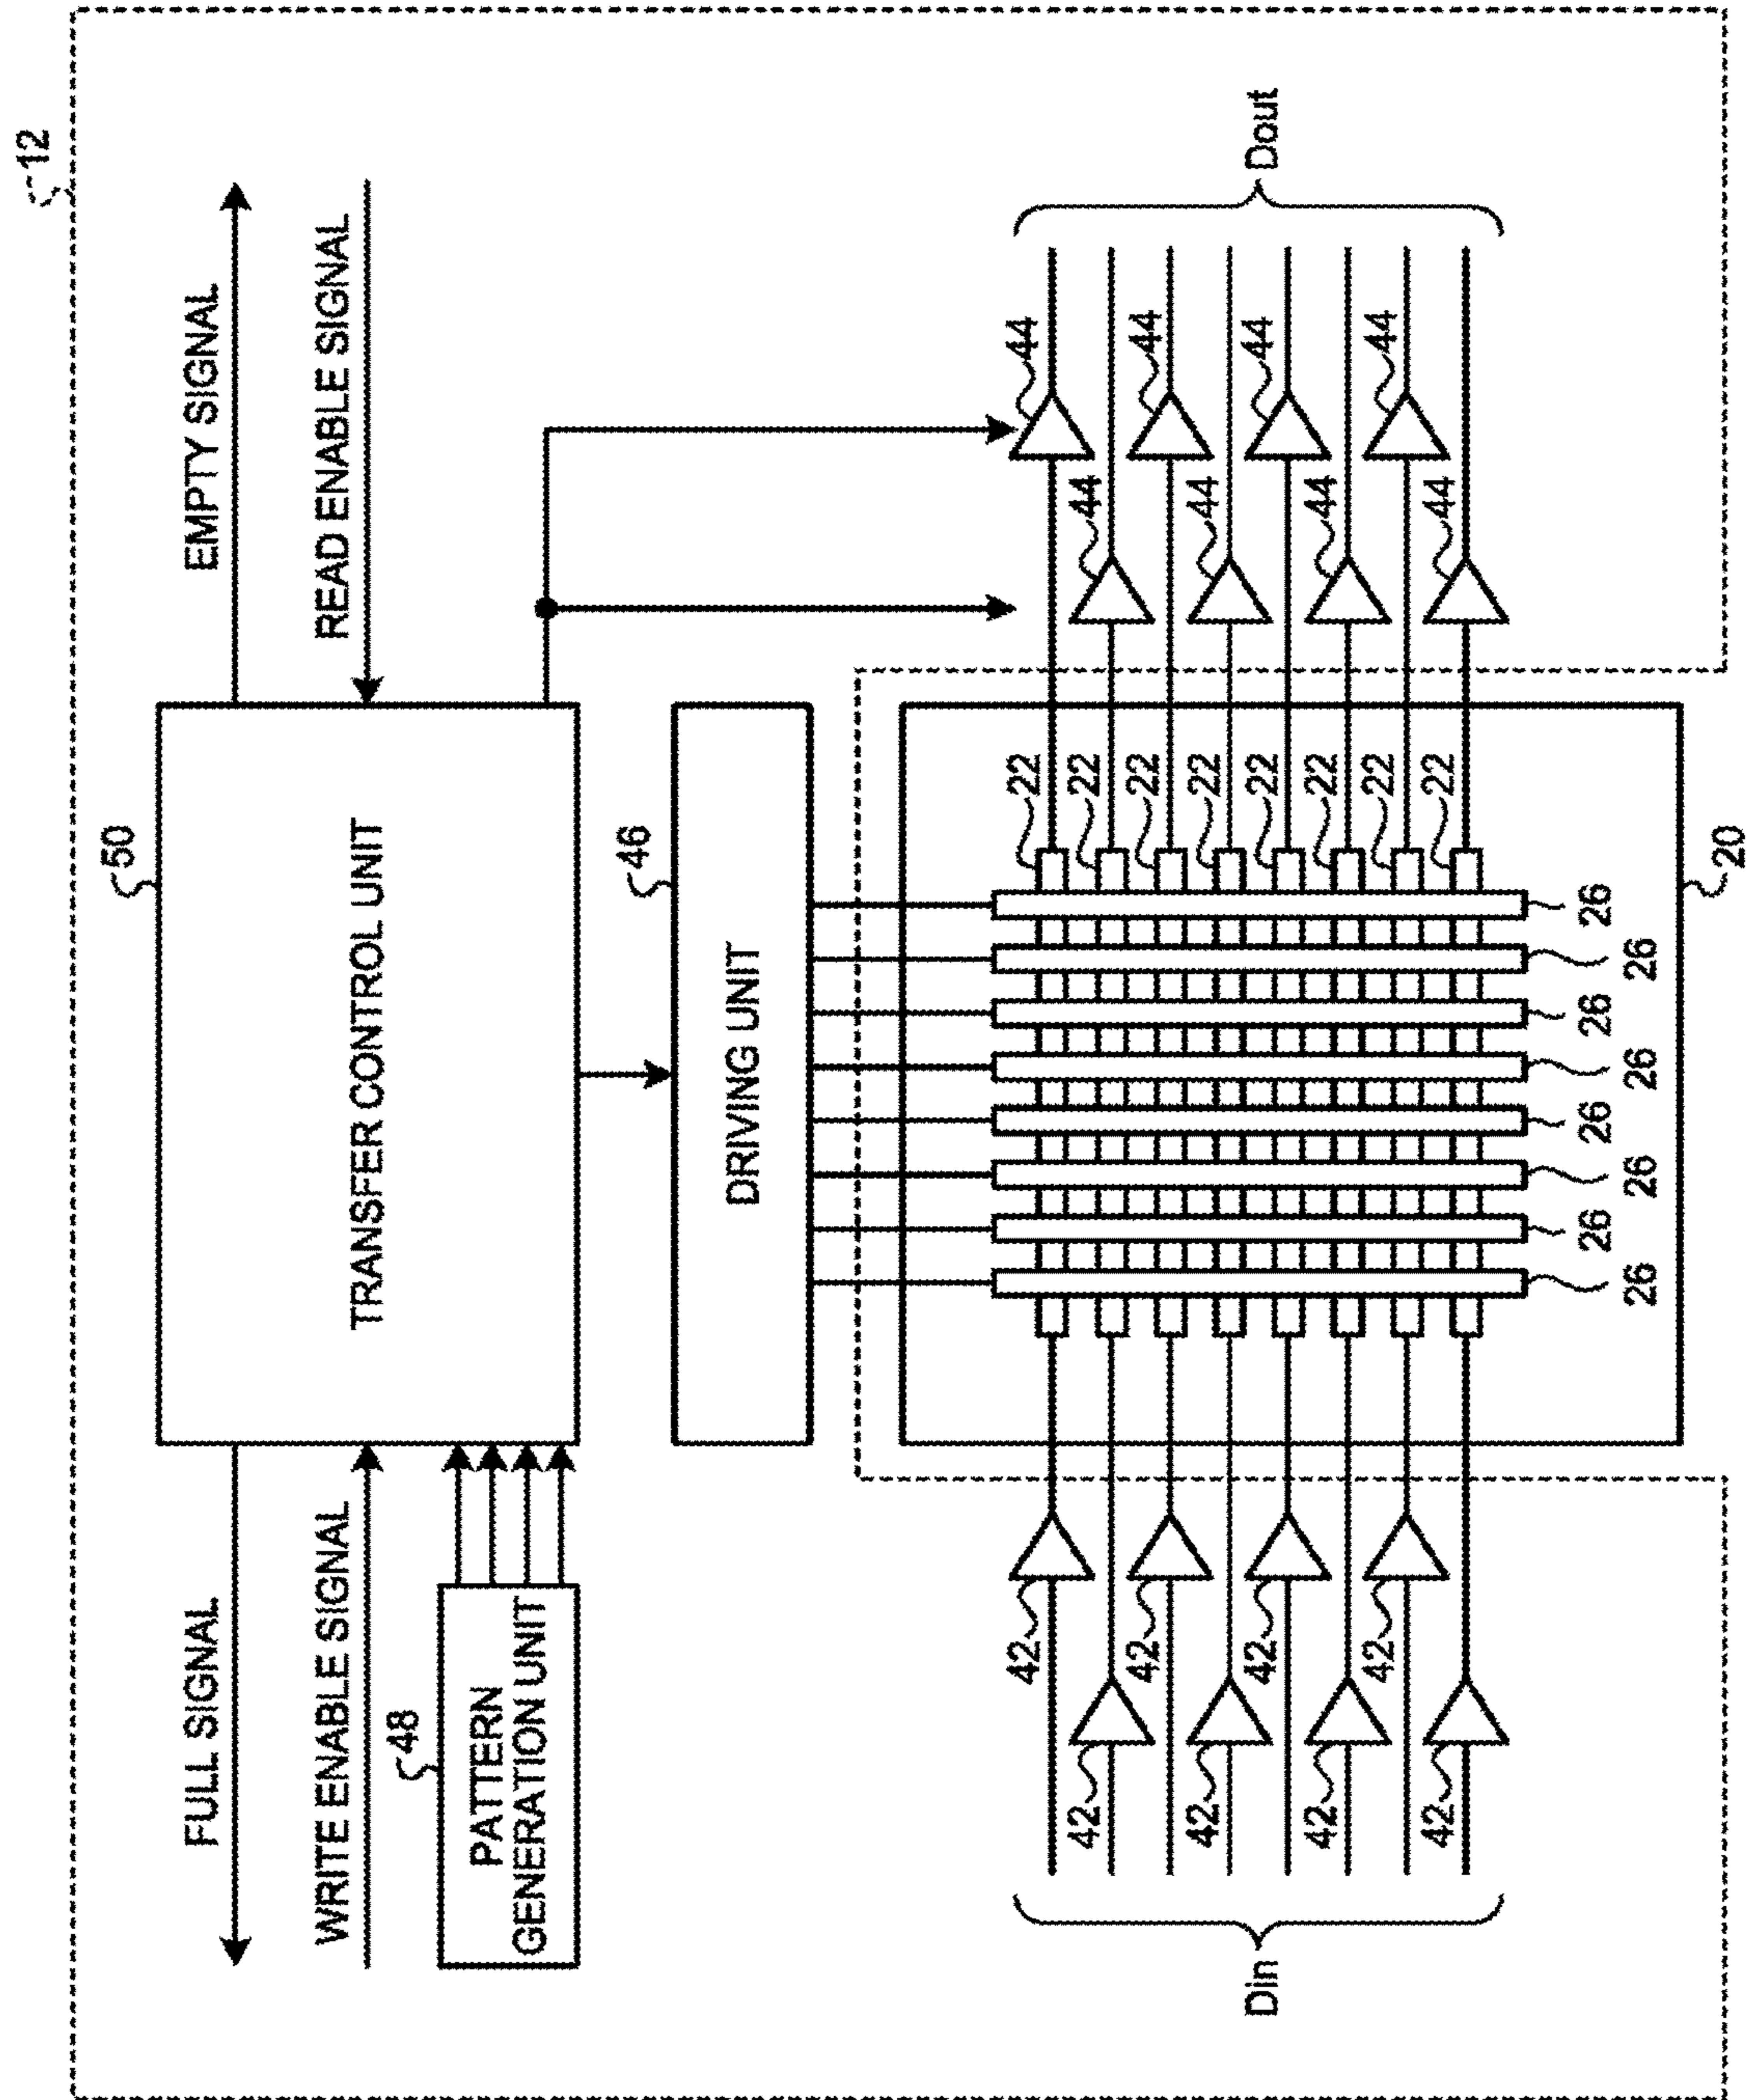 12
50
FULL SIGNAL
EMPTY SIGNAL
WRITE ENABLE SIGNAL
READ ENABLE SIGNAL
TRANSFER CONTROL UNIT
48
PATTERN
GENERATION UNIT
46
DRIVING UNIT
42 22 44
42 22 44
42 22 44
42 22 44
Din
42 22 44
Dout
42 22 44
42 22 44
42 22 44
26 26 26 26
26 26 26 26
20